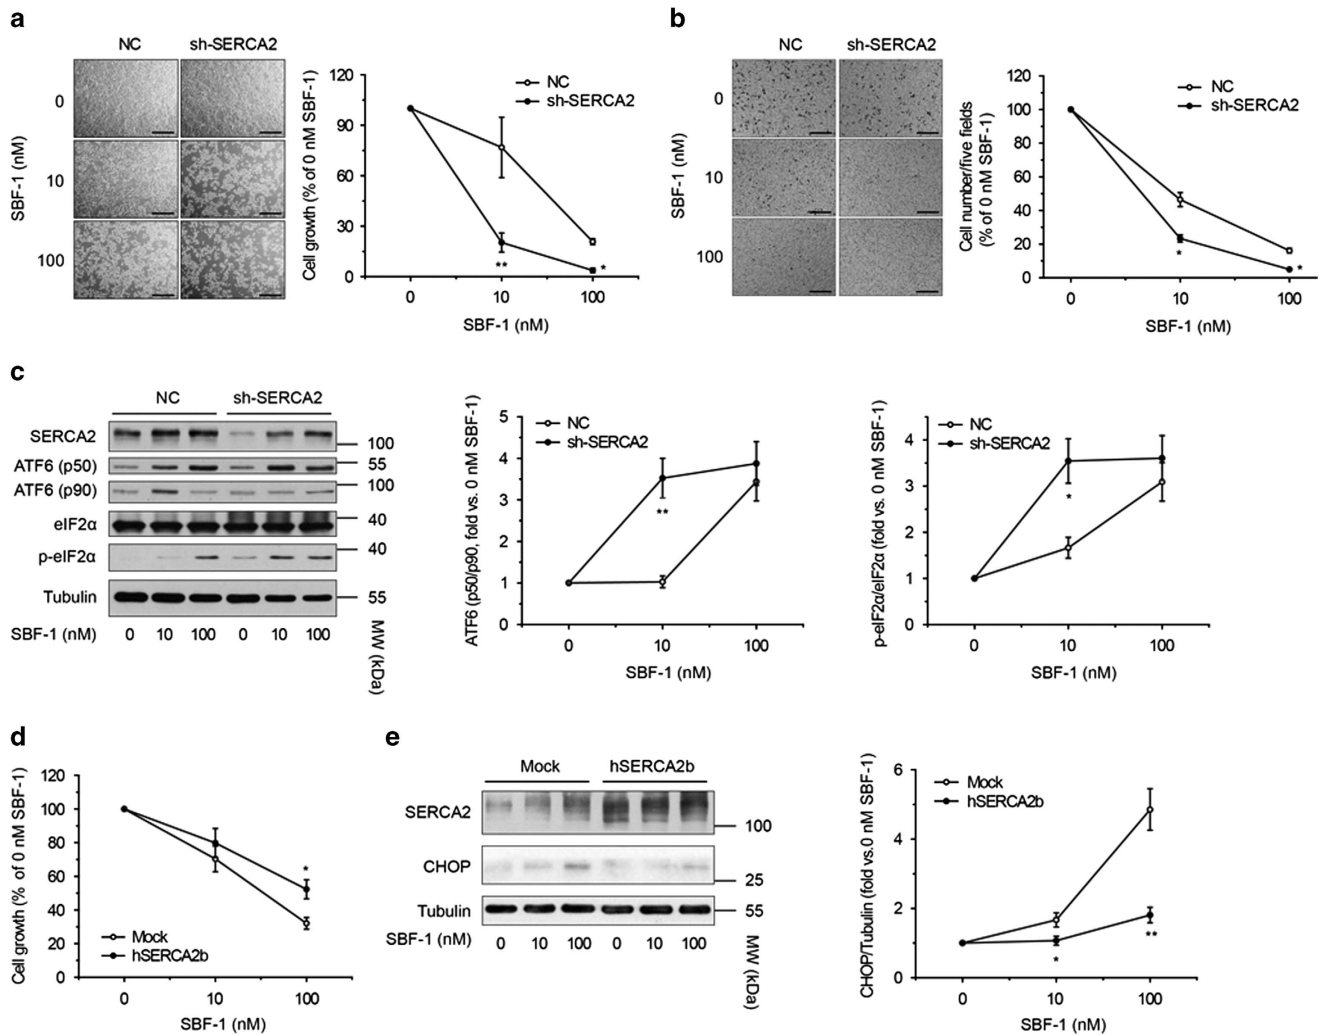 a
NC sh-SERCA2
0
10
100
SBF-1 (nM)
Cell growth (% of 0 nM SBF-1)
120
90
60
30
0
NC
sh-SERCA2
**
*
0 10 100
SBF-1 (nM)
b
NC sh-SERCA2
0
10
100
SBF-1 (nM)
Cell number/five fields
(% of 0 nM SBF-1)
120
100
80
60
40
20
0
NC
sh-SERCA2
*
*
0 10 100
SBF-1 (nM)
c
NC sh-SERCA2
SERCA2 100
ATF6 (p50) 55
ATF6 (p90) 100
eIF2α 40
p-eIF2α 40
Tubulin 55
SBF-1 (nM) 0 10 100 0 10 100
MW (kDa)
ATF6 (p50/p90, fold vs. 0 nM SBF-1)
5
4
3
2
1
0
NC
sh-SERCA2
**
0 10 100
SBF-1 (nM)
p-eIF2α/eIF2α (fold vs. 0 nM SBF-1)
4
3
2
1
0
NC
sh-SERCA2
*
0 10 100
SBF-1 (nM)
d
Cell growth (% of 0 nM SBF-1)
120
100
80
60
40
20
0
*
Mock
hSERCA2b
0 10 100
SBF-1 (nM)
e
Mock hSERCA2b
SERCA2 100
CHOP 25
Tubulin 55
SBF-1 (nM) 0 10 100 0 10 100
MW (kDa)
CHOP/Tubulin (fold vs.0 nM SBF-1)
6
4
2
0
Mock
hSERCA2b
*
**
0 10 100
SBF-1 (nM)